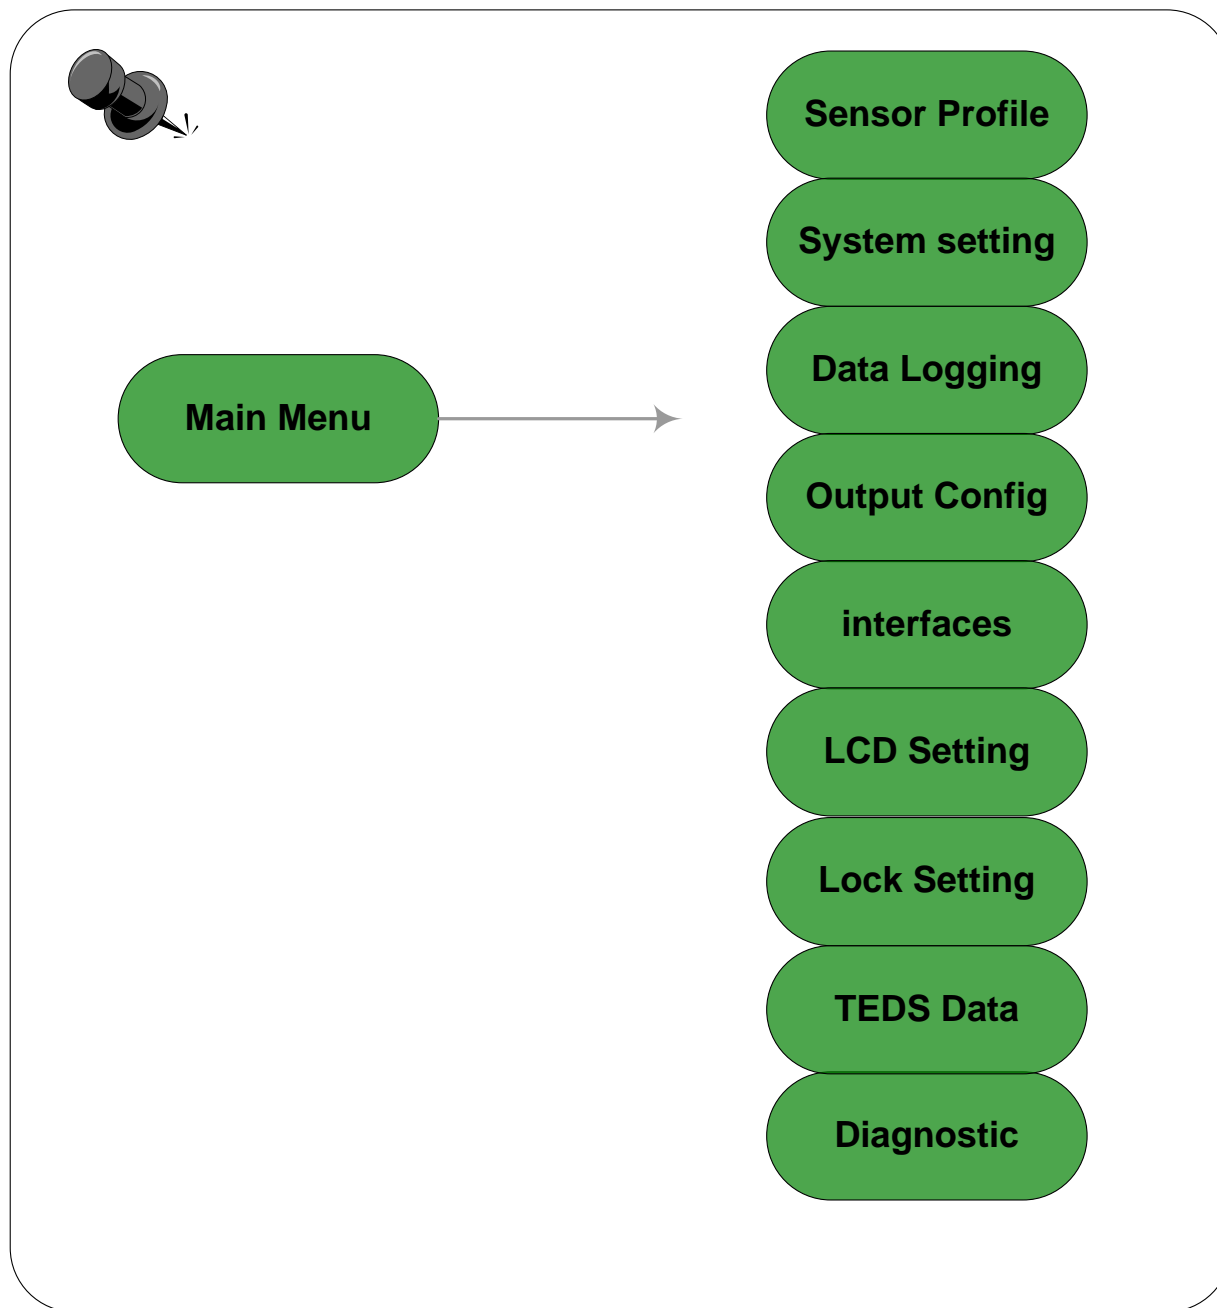 Sensor Profile
System setting
Data Logging
Main Menu
Output Config
interfaces
LCD Setting
Lock Setting
TEDS Data
Diagnostic